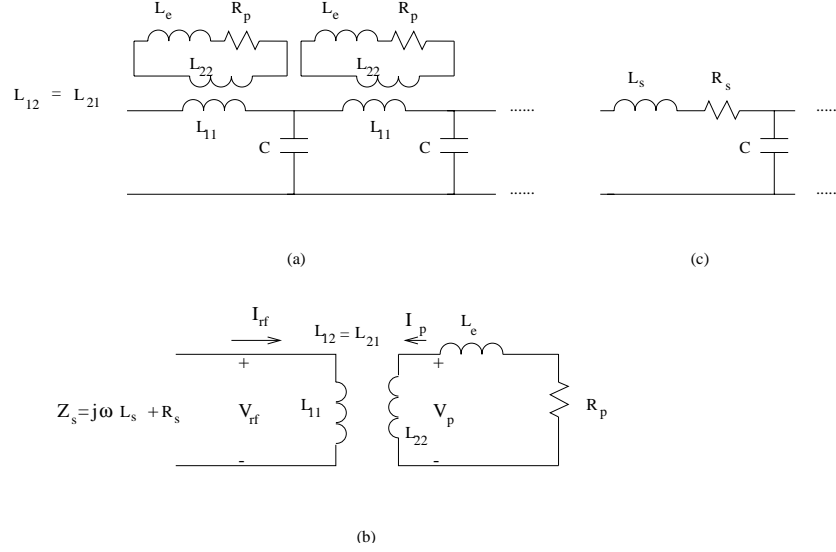 L_e R_p L_e R_p
L_22 L_22
L_12 = L_21
L_11 L_11
C C
......
......
(a)
L_s R_s
C
......
......
(c)
I_rf L_12 = L_21 I_p L_e
+ +
Z_s = jω L_s + R_s V_rf L_11 V_p R_p
L_22
- -
(b)